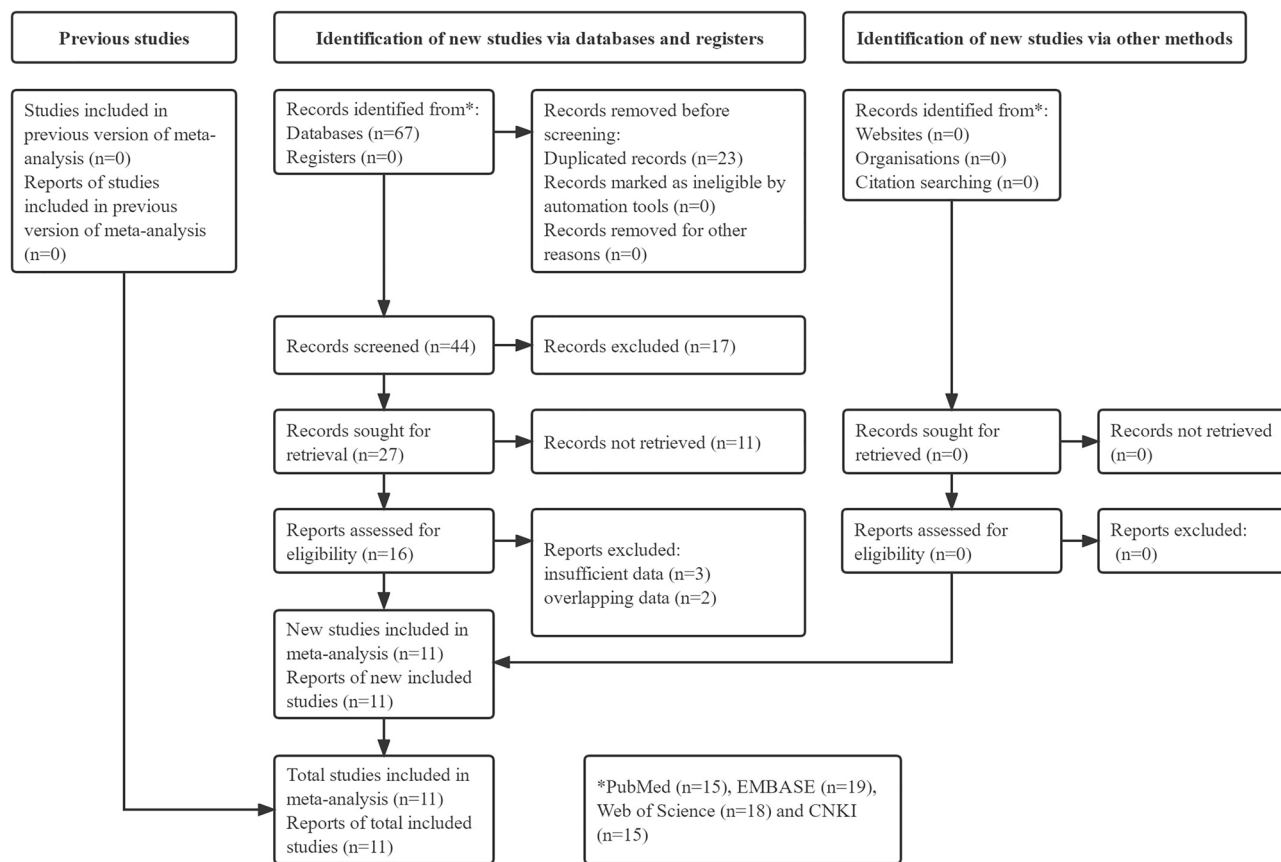 Previous studies
Identification of new studies via databases and registers
Identification of new studies via other methods
Studies included in
previous version of meta-
analysis (n=0)
Reports of studies
included in previous
version of meta-analysis
(n=0)
Records identified from*:
Databases (n=67)
Registers (n=0)
Records removed before
screening:
Duplicated records (n=23)
Records marked as ineligible by
automation tools (n=0)
Records removed for other
reasons (n=0)
Records identified from*:
Websites (n=0)
Organisations (n=0)
Citation searching (n=0)
Records screened (n=44)
Records excluded (n=17)
Records sought for
retrieval (n=27)
Records not retrieved (n=11)
Records sought for
retrieved (n=0)
Records not retrieved
(n=0)
Reports assessed for
eligibility (n=16)
Reports excluded:
insufficient data (n=3)
overlapping data (n=2)
Reports assessed for
eligibility (n=0)
Reports excluded:
(n=0)
New studies included in
meta-analysis (n=11)
Reports of new included
studies (n=11)
Total studies included in
meta-analysis (n=11)
Reports of total included
studies (n=11)
*PubMed (n=15), EMBASE (n=19),
Web of Science (n=18) and CNKI
(n=15)